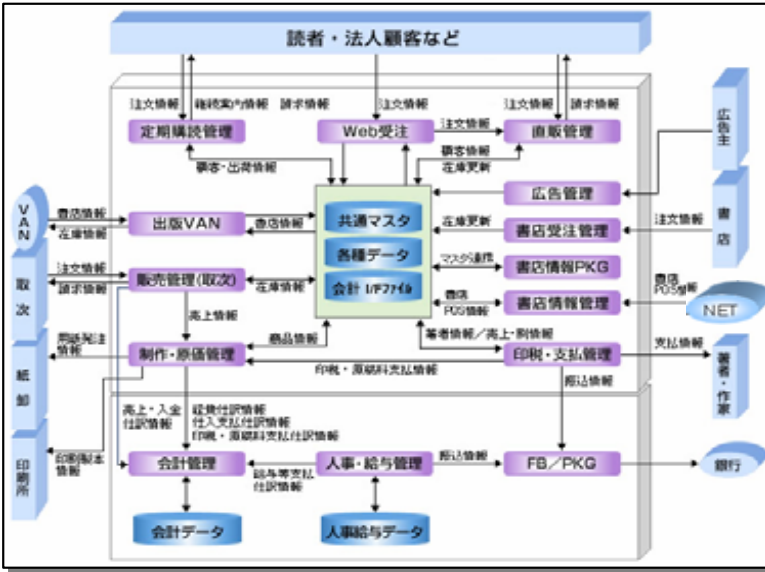 読者・法人顧客など
注文情報
継続案内情報
請求情報
注文情報
注文情報
請求情報
定期購読管理
Web受注
注文情報
直販管理
広告主
顧客・出荷情報
顧客情報
在庫更新
広告管理
VAN
書店情報
在庫情報
出版VAN
書店情報
共通マスタ
各種データ
会計 I/Fファイル
在庫更新
書店受注管理
注文情報
書店
マスタ連携
書店情報PKG
取次
注文情報
請求情報
販売管理(取次)
在庫情報
書店
POS情報
書店情報管理
書店
POS情報
NET
売上情報
商品情報
著者情報/売上・刷情報
紙卸
用紙発注
情報
制作・原価管理
印税・原稿料支払情報
印税・支払管理
支払情報
著者・作家
振込情報
売上・入金
仕訳情報
経費仕訳情報
仕入支払仕訳情報
印税・原稿料支払仕訳情報
印刷所
印刷製本
情報
会計管理
給与等支払
仕訳情報
人事・給与管理
振込情報
FB/PKG
銀行
会計データ
人事給与データ